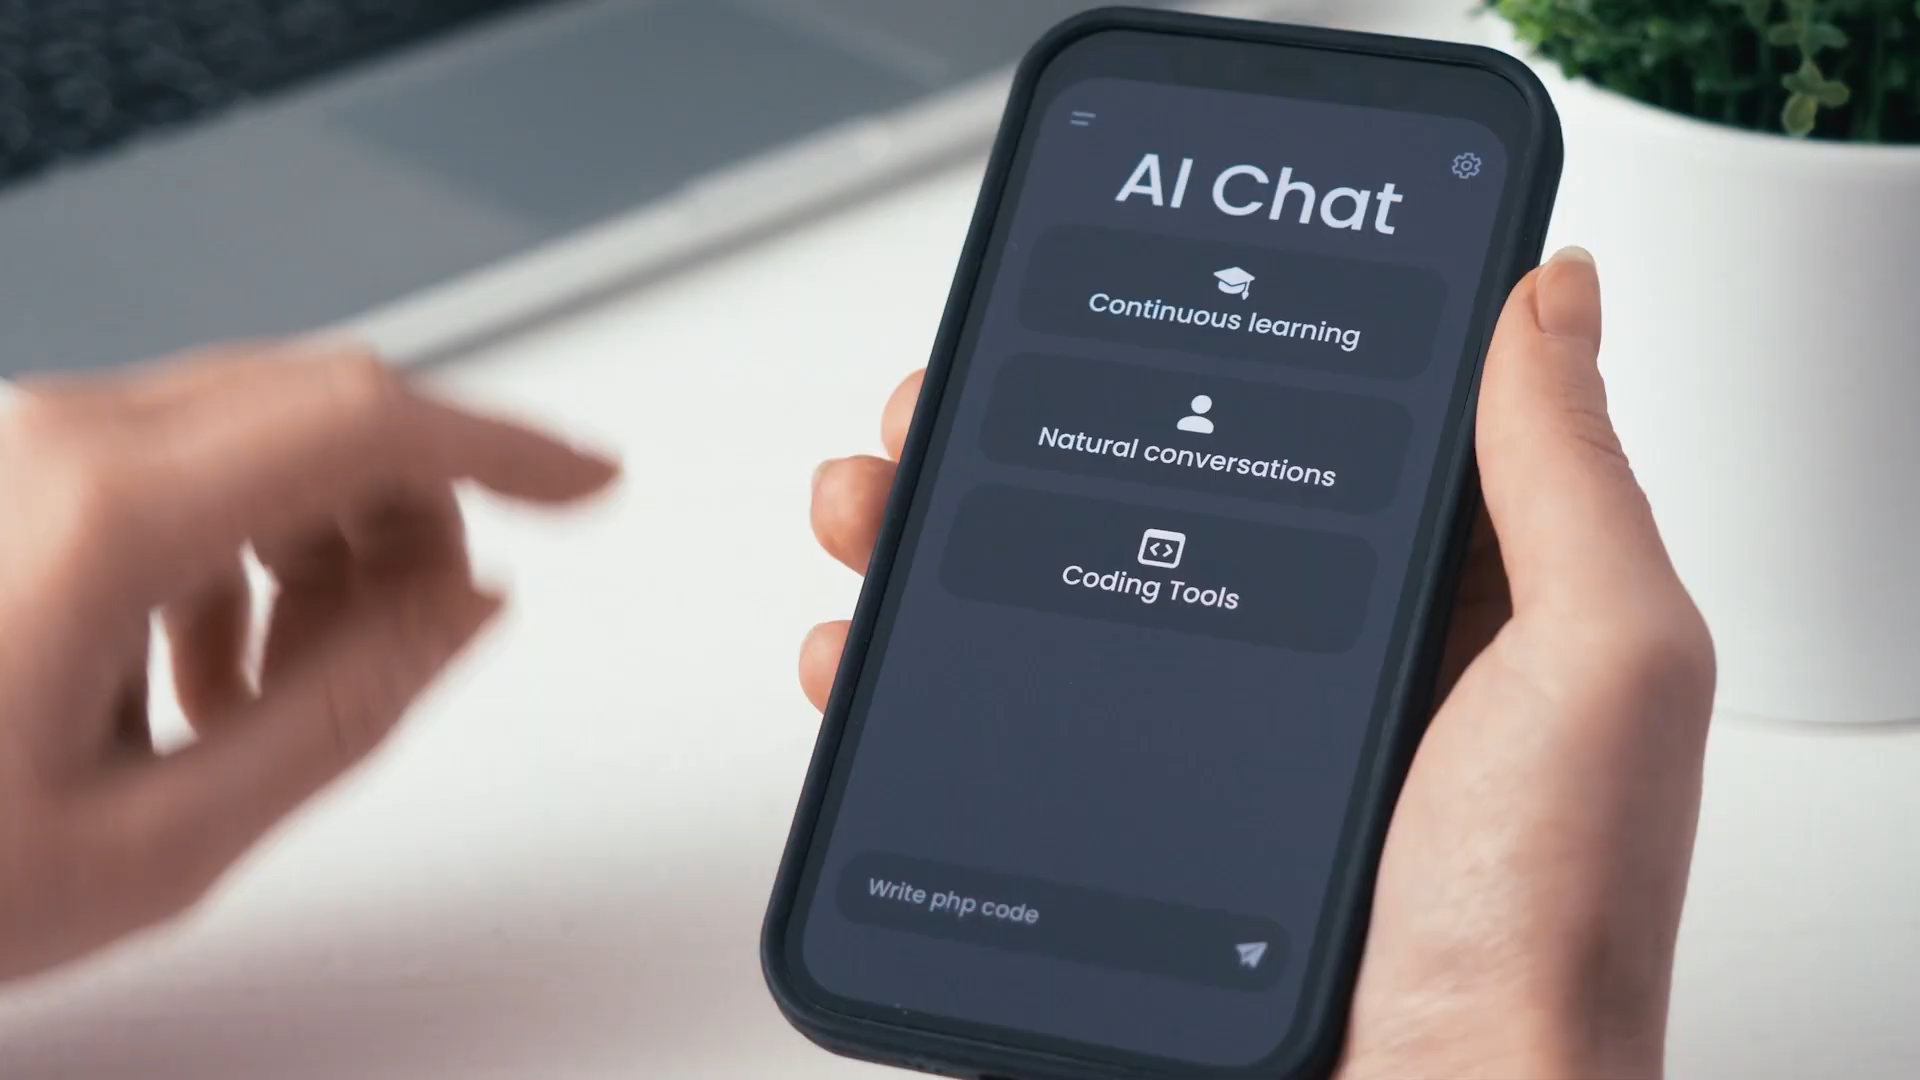 AI Chat
Continuous learning
Natural conversations
Coding Tools
Write php code